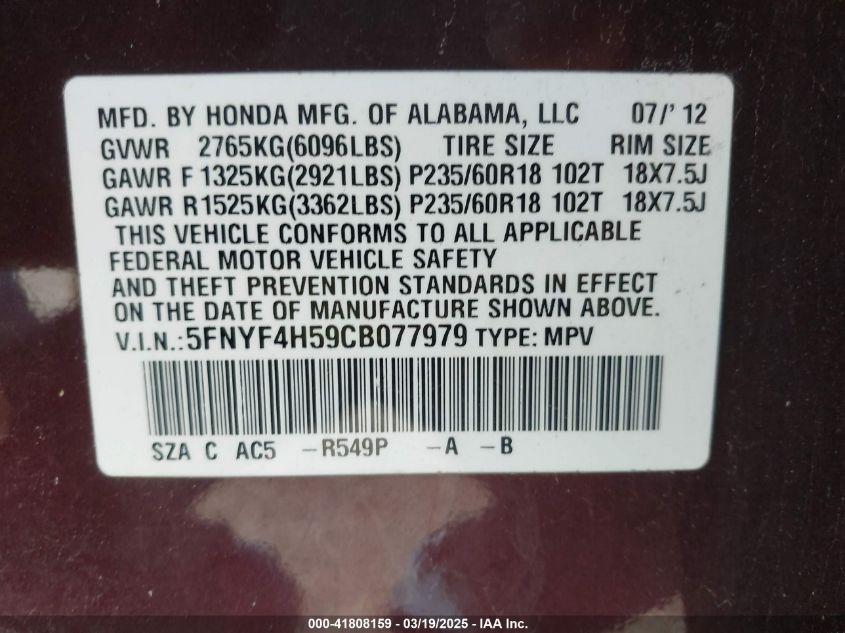 MFD. BY HONDA MFG. OF ALABAMA, LLC 07/' 12
GVWR 2765KG(6096LBS) TIRE SIZE RIM SIZE
GAWR F 1325KG(2921LBS) P235/60R18 102T 18X7.5J
GAWR R1525KG(3362LBS) P235/60R18 102T 18X7.5J
THIS VEHICLE CONFORMS TO ALL APPLICABLE
FEDERAL MOTOR VEHICLE SAFETY
AND THEFT PREVENTION STANDARDS IN EFFECT
ON THE DATE OF MANUFACTURE SHOWN ABOVE.
V.I.N.:5FNYF4H59CB077979 TYPE: MPV
SZA C AC5 -R549P -A -B
000-41808159 - 03/19/2025 - IAA Inc.